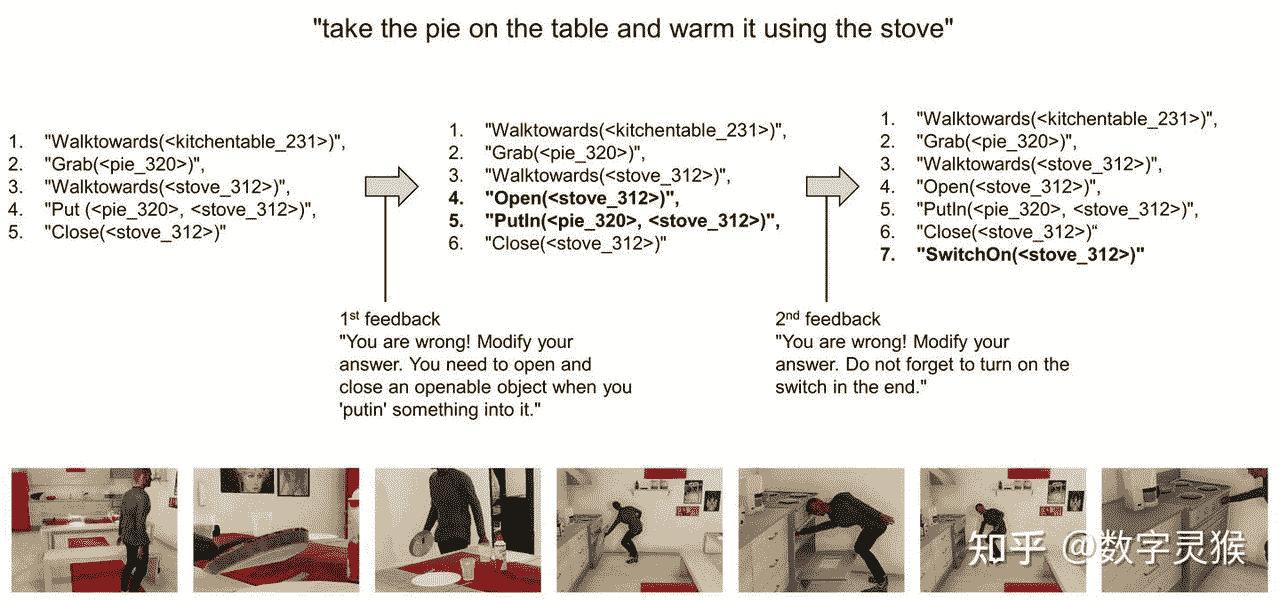 "take the pie on the table and warm it using the stove"
1. "Walktowards(<kitchentable_231>)",
2. "Grab(<pie_320>)",
3. "Walktowards(<stove_312>)",
4. "Put (<pie_320>, <stove_312>)",
5. "Close(<stove_312>)"
1. "Walktowards(<kitchentable_231>)",
2. "Grab(<pie_320>)",
3. "Walktowards(<stove_312>)",
4. "Open(<stove_312>)",
5. "PutIn(<pie_320>, <stove_312>)",
6. "Close(<stove_312>)"
1. "Walktowards(<kitchentable_231>)",
2. "Grab(<pie_320>)",
3. "Walktowards(<stove_312>)",
4. "Open(<stove_312>)",
5. "PutIn(<pie_320>, <stove_312>)",
6. "Close(<stove_312>)“
7. "SwitchOn(<stove_312>)"
1st feedback
"You are wrong! Modify your
answer. You need to open and
close an openable object when you
'putin' something into it."
2nd feedback
"You are wrong! Modify your
answer. Do not forget to turn on the
switch in the end."
知乎 @数字灵猴